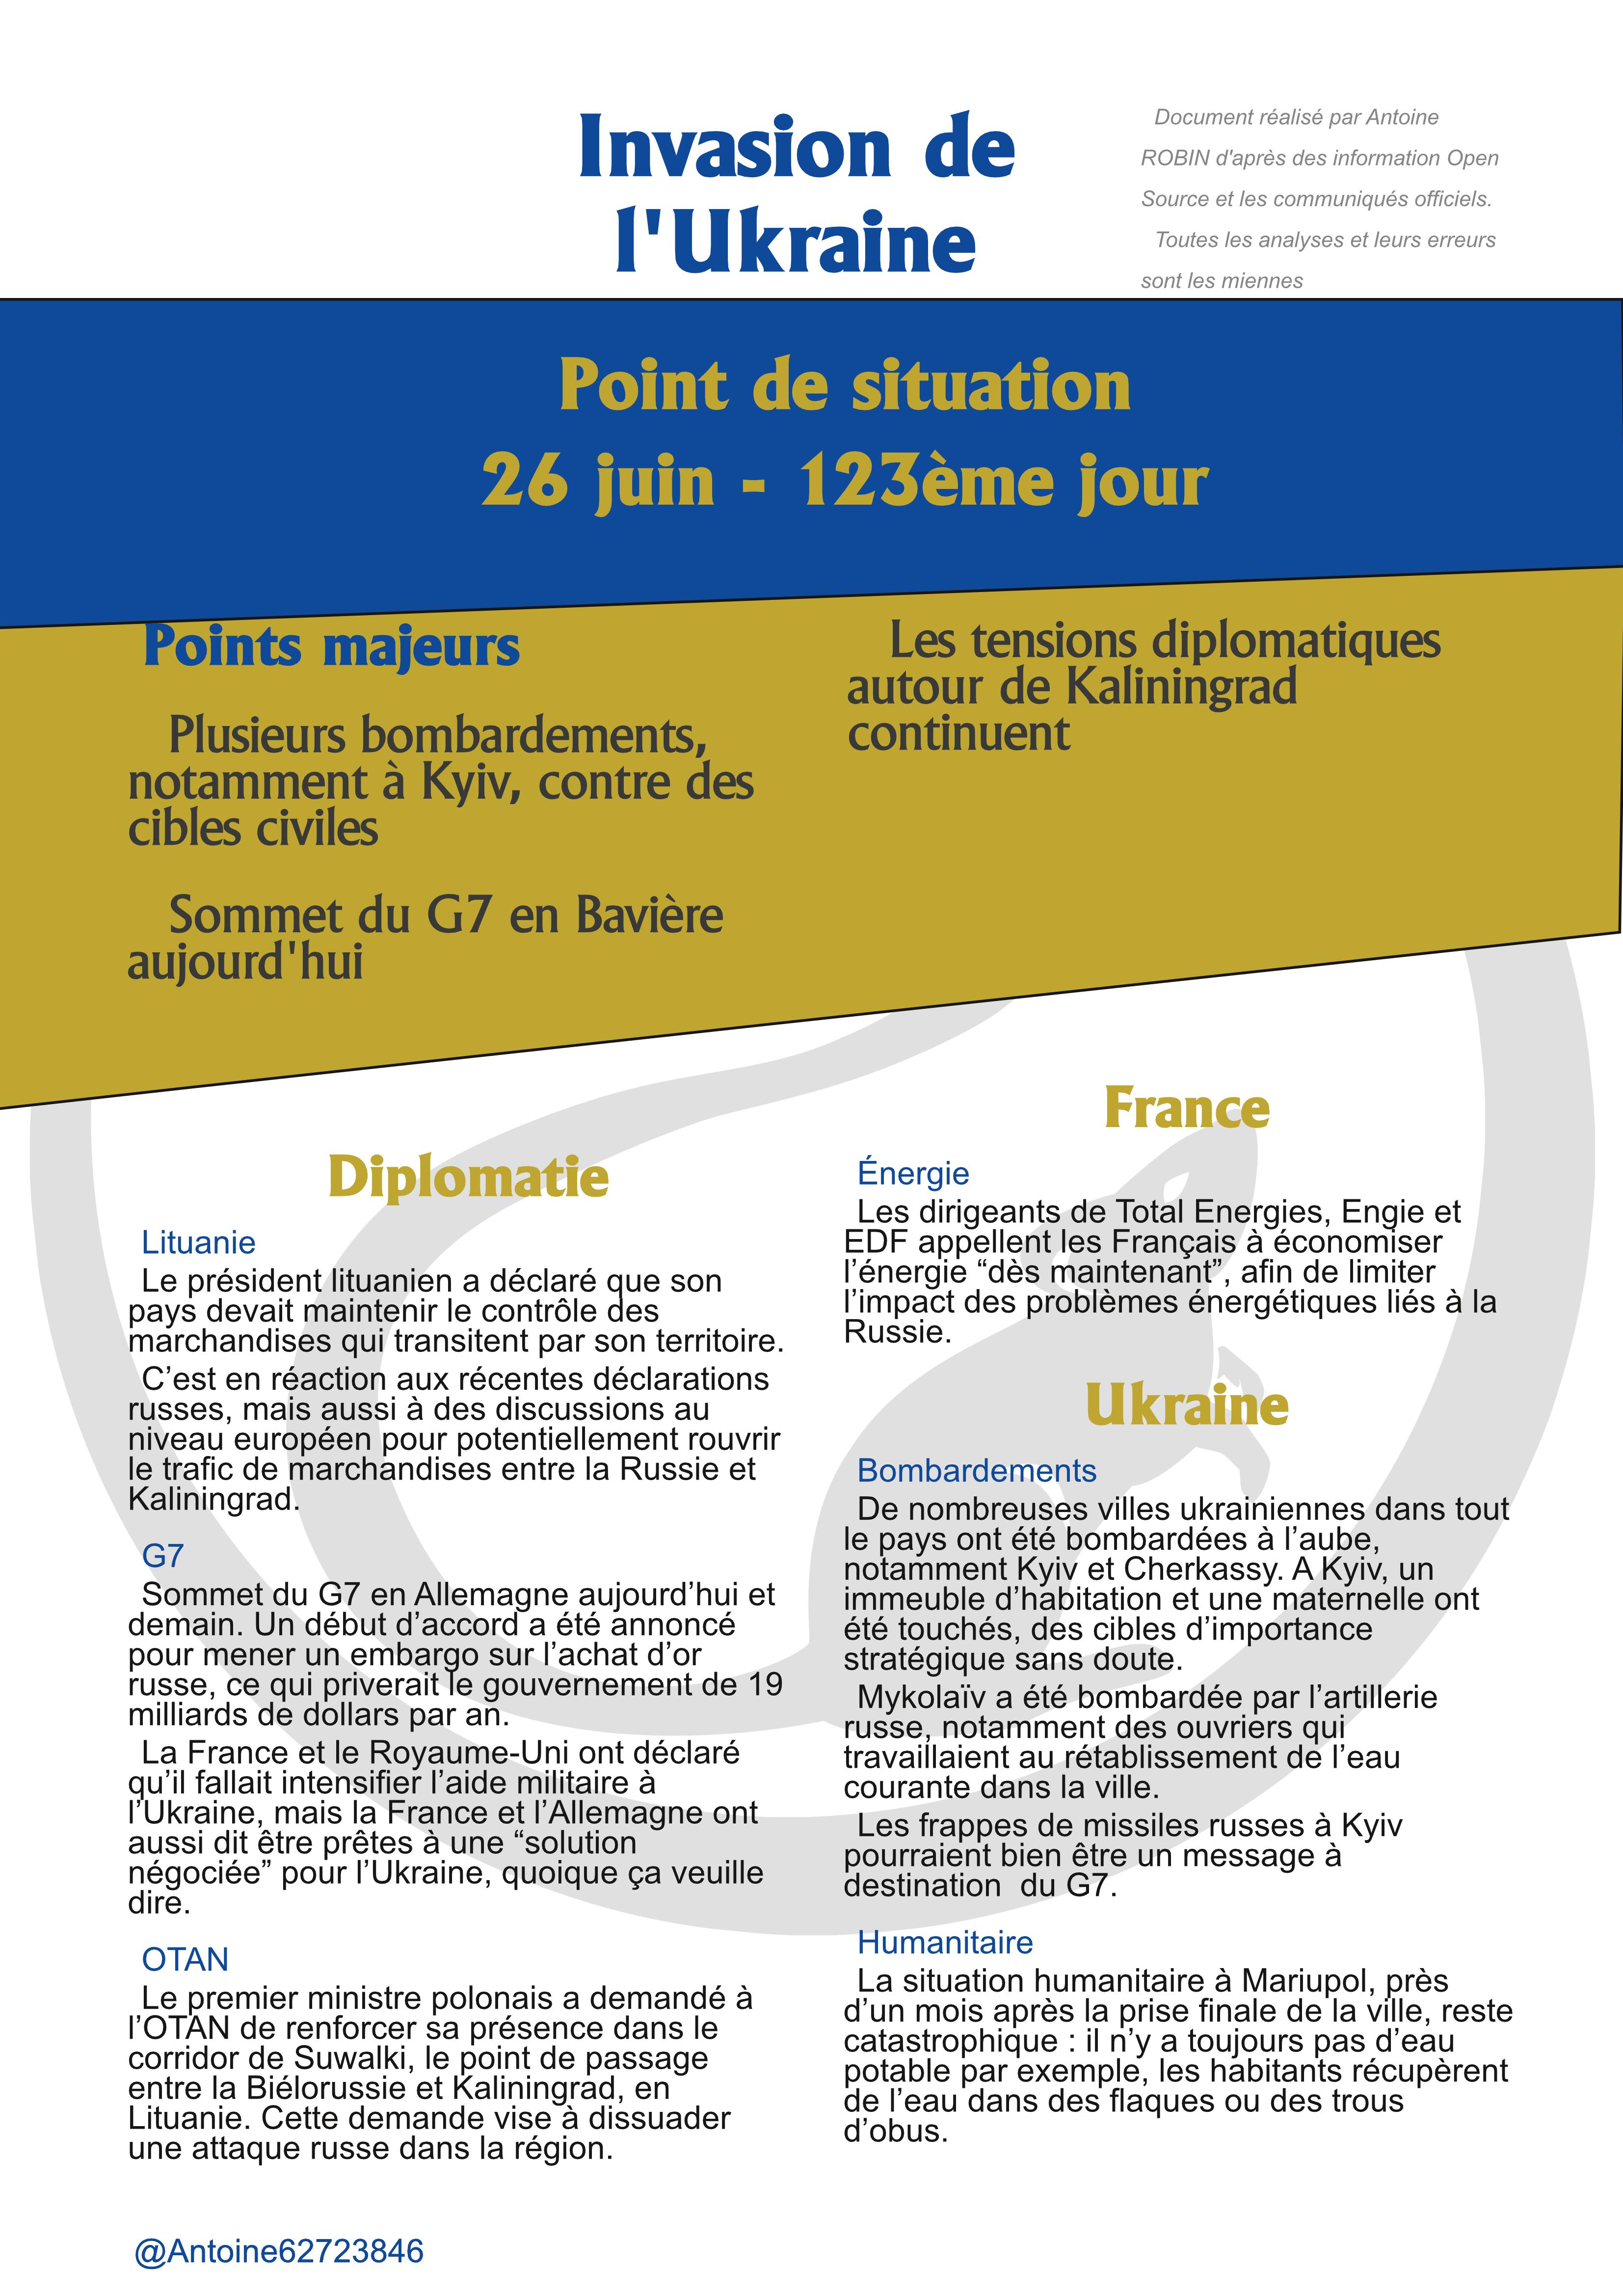 Invasion de
l'Ukraine
Document réalisé par Antoine
ROBIN d'après des information Open
Source et les communiqués officiels.
Toutes les analyses et leurs erreurs
sont les miennes
Point de situation
26 juin - 123ème jour
Points majeurs
Plusieurs bombardements,
notamment à Kyiv, contre des
cibles civiles
Sommet du G7 en Bavière
aujourd'hui
Les tensions diplomatiques
autour de Kaliningrad
continuent
Diplomatie
Lituanie
Le président lituanien a déclaré que son
pays devait maintenir le contrôle des
marchandises qui transitent par son territoire.
C’est en réaction aux récentes déclarations
russes, mais aussi à des discussions au
niveau européen pour potentiellement rouvrir
le trafic de marchandises entre la Russie et
Kaliningrad.
G7
Sommet du G7 en Allemagne aujourd’hui et
demain. Un début d’accord a été annoncé
pour mener un embargo sur l’achat d’or
russe, ce qui priverait le gouvernement de 19
milliards de dollars par an.
La France et le Royaume-Uni ont déclaré
qu’il fallait intensifier l’aide militaire à
l’Ukraine, mais la France et l’Allemagne ont
aussi dit être prêtes à une “solution
négociée” pour l’Ukraine, quoique ça veuille
dire.
OTAN
Le premier ministre polonais a demandé à
l’OTAN de renforcer sa présence dans le
corridor de Suwalki, le point de passage
entre la Biélorussie et Kaliningrad, en
Lituanie. Cette demande vise à dissuader
une attaque russe dans la région.
France
Énergie
Les dirigeants de Total Energies, Engie et
EDF appellent les Français à économiser
l’énergie “dès maintenant”, afin de limiter
l’impact des problèmes énergétiques liés à la
Russie.
Ukraine
Bombardements
De nombreuses villes ukrainiennes dans tout
le pays ont été bombardées à l’aube,
notamment Kyiv et Cherkassy. A Kyiv, un
immeuble d’habitation et une maternelle ont
été touchés, des cibles d’importance
stratégique sans doute.
Mykolaïv a été bombardée par l’artillerie
russe, notamment des ouvriers qui
travaillaient au rétablissement de l’eau
courante dans la ville.
Les frappes de missiles russes à Kyiv
pourraient bien être un message à
destination  du G7.
Humanitaire
La situation humanitaire à Mariupol, près
d’un mois après la prise finale de la ville, reste
catastrophique : il n’y a toujours pas d’eau
potable par exemple, les habitants récupèrent
de l’eau dans des flaques ou des trous
d’obus.
@Antoine62723846